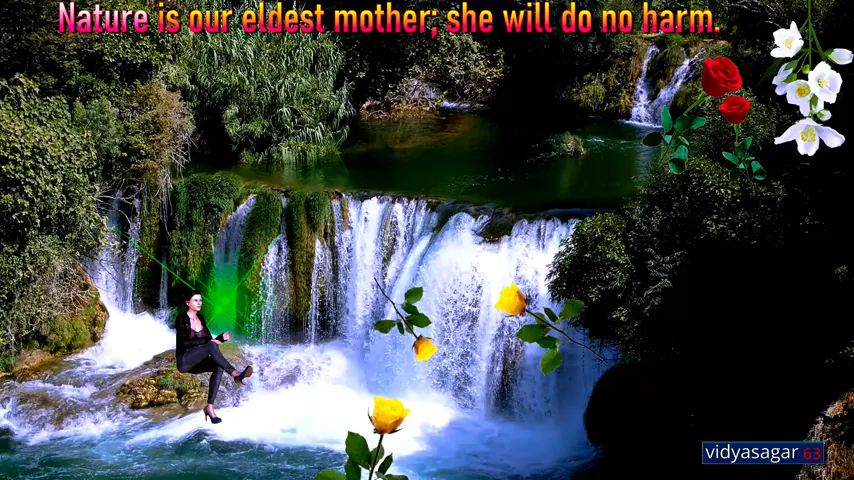 Nature is our eldest mother; she will do no harm.
vidyasagar 63